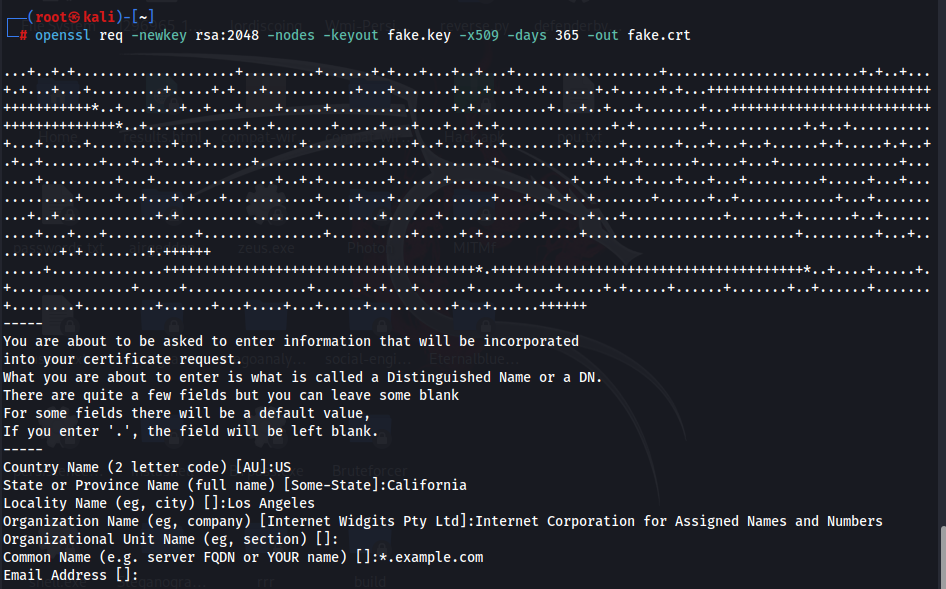 ┌──(root㉿kali)-[~]
└─# openssl req -newkey rsa:2048 -nodes -keyout fake.key -x509 -days 365 -out fake.crt
-----
You are about to be asked to enter information that will be incorporated
into your certificate request.
What you are about to enter is what is called a Distinguished Name or a DN.
There are quite a few fields but you can leave some blank
For some fields there will be a default value,
If you enter '.', the field will be left blank.
-----
Country Name (2 letter code) [AU]:US
State or Province Name (full name) [Some-State]:California
Locality Name (eg, city) []:Los Angeles
Organization Name (eg, company) [Internet Widgits Pty Ltd]:Internet Corporation for Assigned Names and Numbers
Organizational Unit Name (eg, section) []:
Common Name (e.g. server FQDN or YOUR name) []:*.example.com
Email Address []: